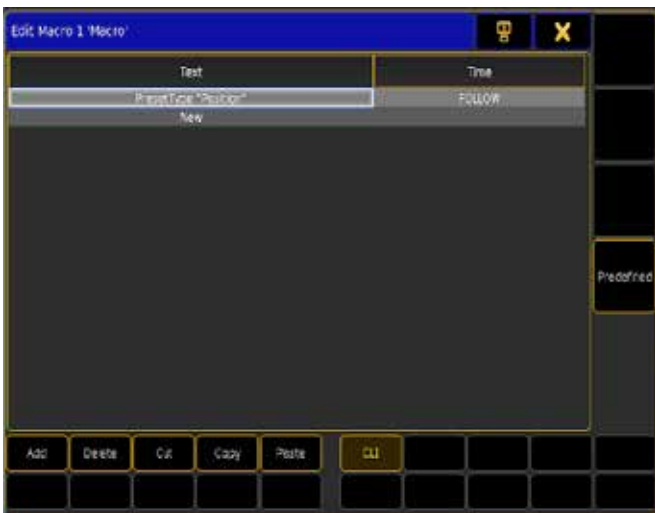 Edit Macro 1 'Macro'
Text Time
PresetType "Position" FOLLOW
New
Predefined
Add Delete Cut Copy Paste CLI